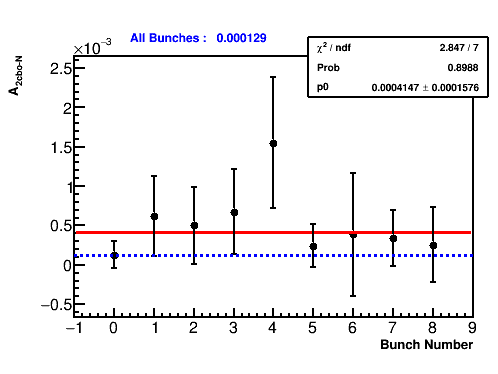 All Bunches : 0.000129
χ² / ndf 2.847 / 7
Prob 0.8988
p0 0.0004147 ± 0.0001576
×10⁻³
A2cbo-N
2.5
2
1.5
1
0.5
0
−0.5
−1 0 1 2 3 4 5 6 7 8 9
Bunch Number